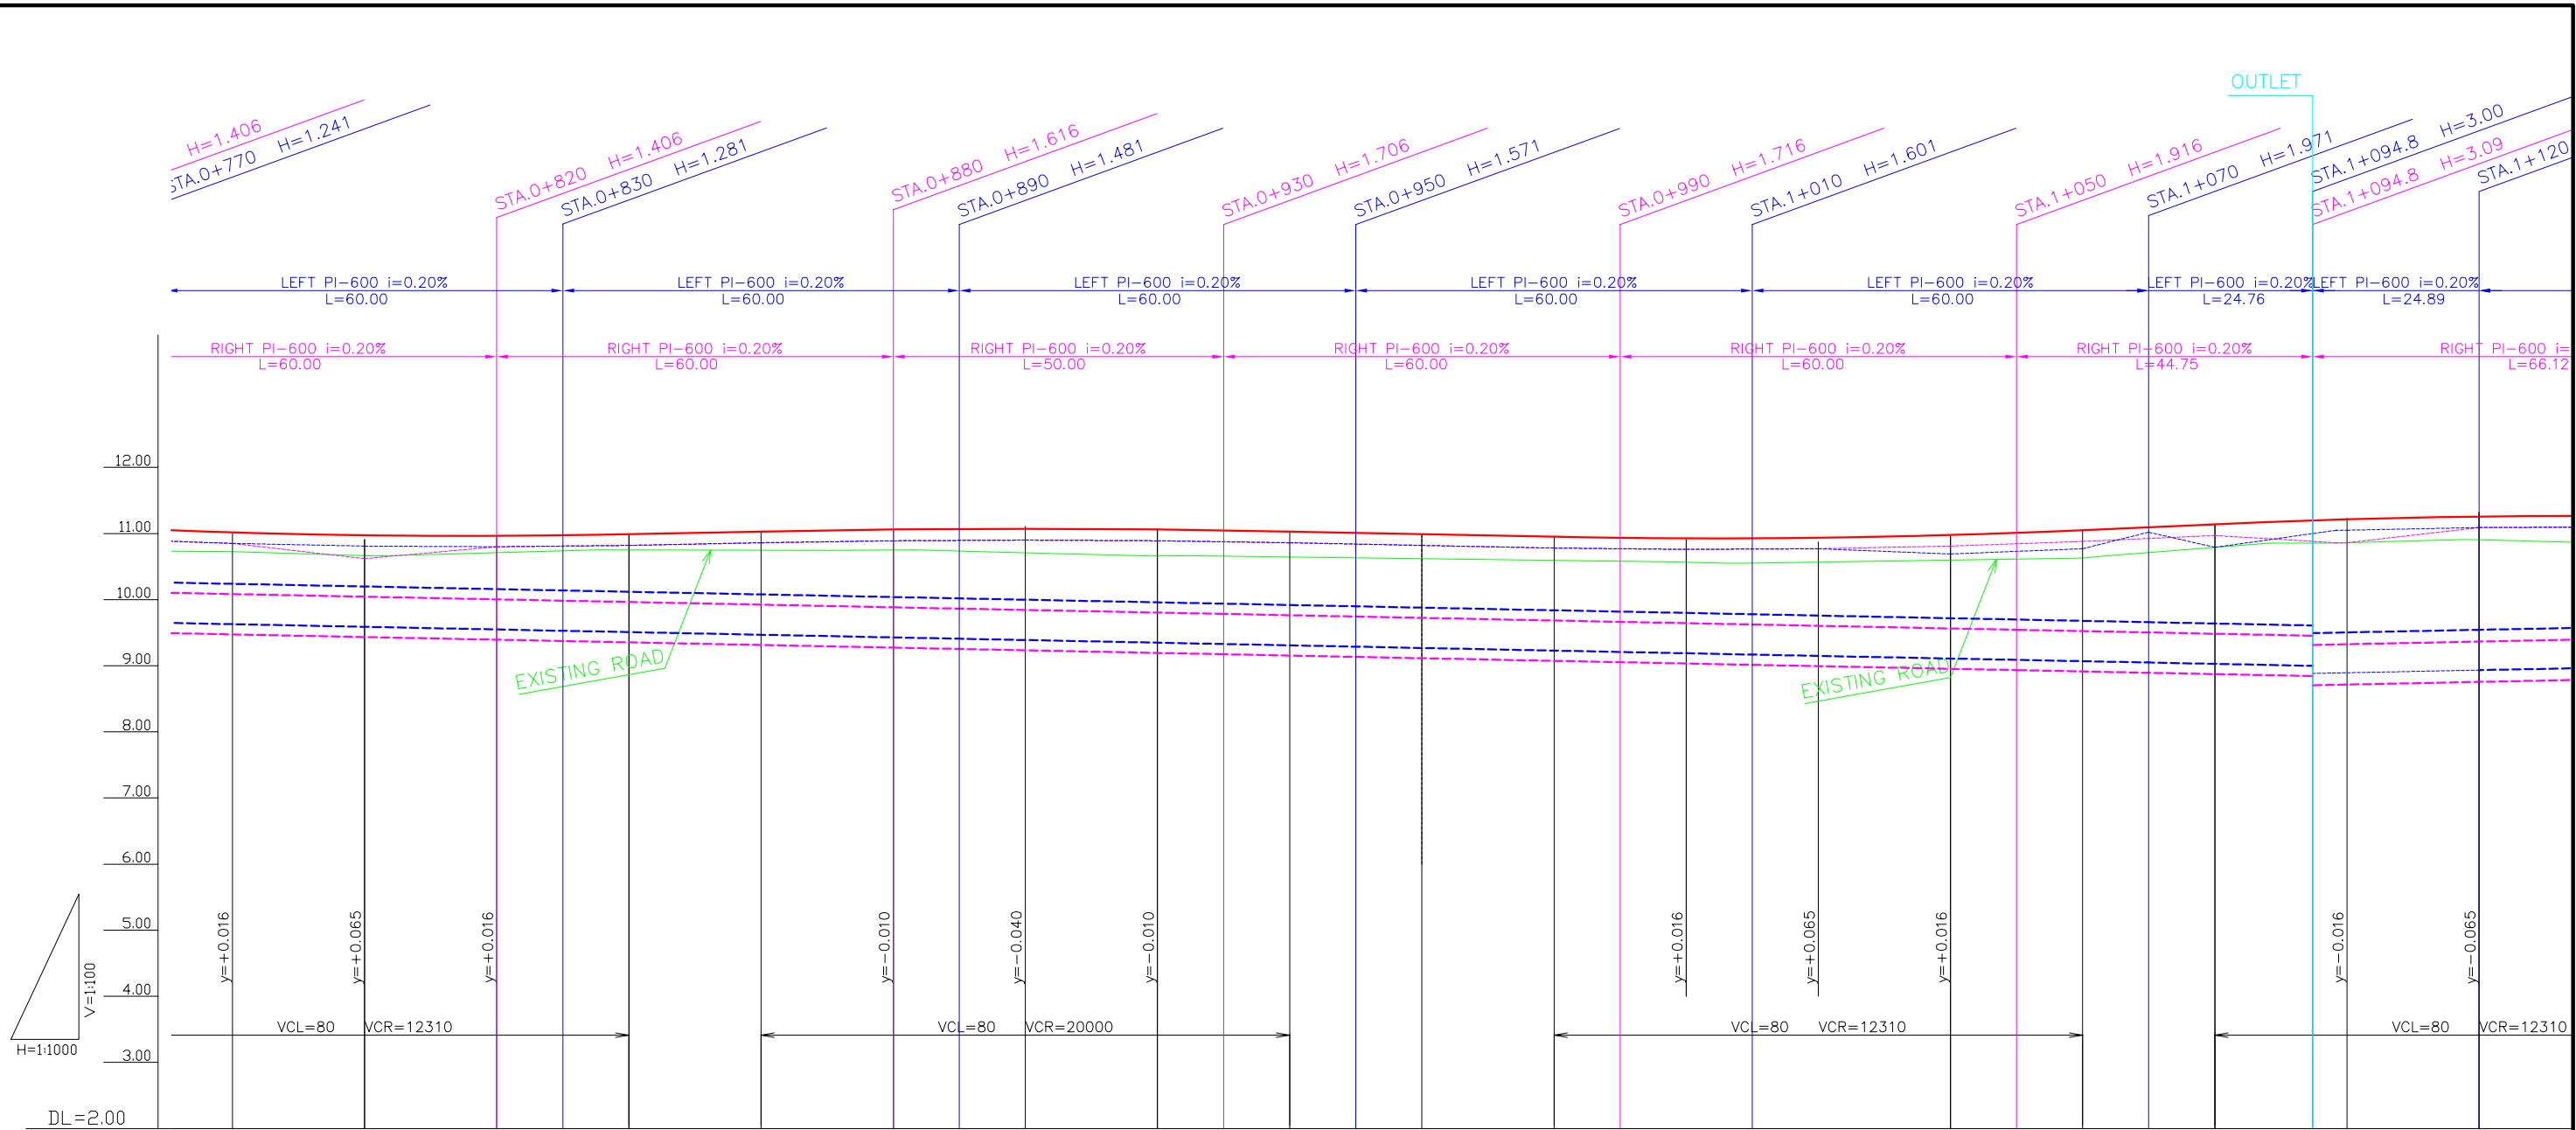 OUTLET
H=1.406
STA.0+770 H=1.241
STA.0+820 H=1.406
STA.0+830 H=1.281
STA.0+880 H=1.616
STA.0+890 H=1.481
STA.0+930 H=1.706
STA.0+950 H=1.571
STA.0+990 H=1.716
STA.1+010 H=1.601
STA.1+050 H=1.916
STA.1+070 H=1.971
STA.1+094.8 H=3.00
STA.1+094.8 H=3.09
STA.1+120
LEFT PI-600 i=0.20%
L=60.00
LEFT PI-600 i=0.20%
L=60.00
LEFT PI-600 i=0.20%
L=60.00
LEFT PI-600 i=0.20%
L=60.00
LEFT PI-600 i=0.20%
L=60.00
LEFT PI-600 i=0.20%
L=24.76
LEFT PI-600 i=0.20%
L=24.89
RIGHT PI-600 i=0.20%
L=60.00
RIGHT PI-600 i=0.20%
L=60.00
RIGHT PI-600 i=0.20%
L=50.00
RIGHT PI-600 i=0.20%
L=60.00
RIGHT PI-600 i=0.20%
L=60.00
RIGHT PI-600 i=0.20%
L=44.75
RIGHT PI-600 i=
L=66.12
12.00
11.00
10.00
9.00
8.00
7.00
6.00
5.00
4.00
3.00
DL=2.00
EXISTING ROAD
EXISTING ROAD
V=1:100
H=1:1000
y=+0.016
y=+0.065
y=+0.016
y=-0.010
y=-0.040
y=-0.010
y=+0.016
y=+0.065
y=+0.016
y=-0.016
y=-0.065
VCL=80 VCR=12310
VCL=80 VCR=20000
VCL=80 VCR=12310
VCL=80 VCR=12310